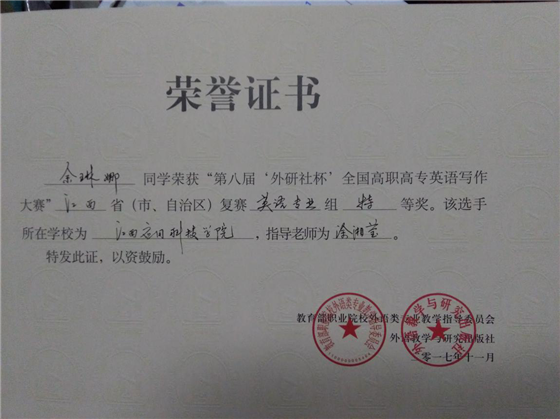 荣誉证书
余琳娜 同学荣获“第八届‘外研社杯’全国高职高专英语写作
大赛”江西 省（市、自治区）复赛 英语专业 组 特 等奖。该选手
所在学校为 江西应用科技学院 ，指导老师为 涂湘莹 。
特发此证，以资鼓励。
教育部职业院校外语类专业教学指导委员会
外语教学与研究出版社
二〇一七年十一月